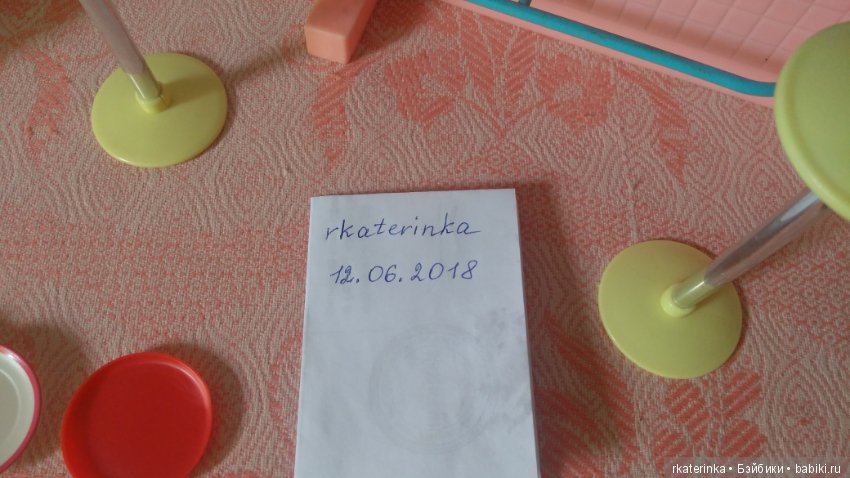 rkaterinka
12.06.2018
rkaterinka • Бэйбики • babiki.ru